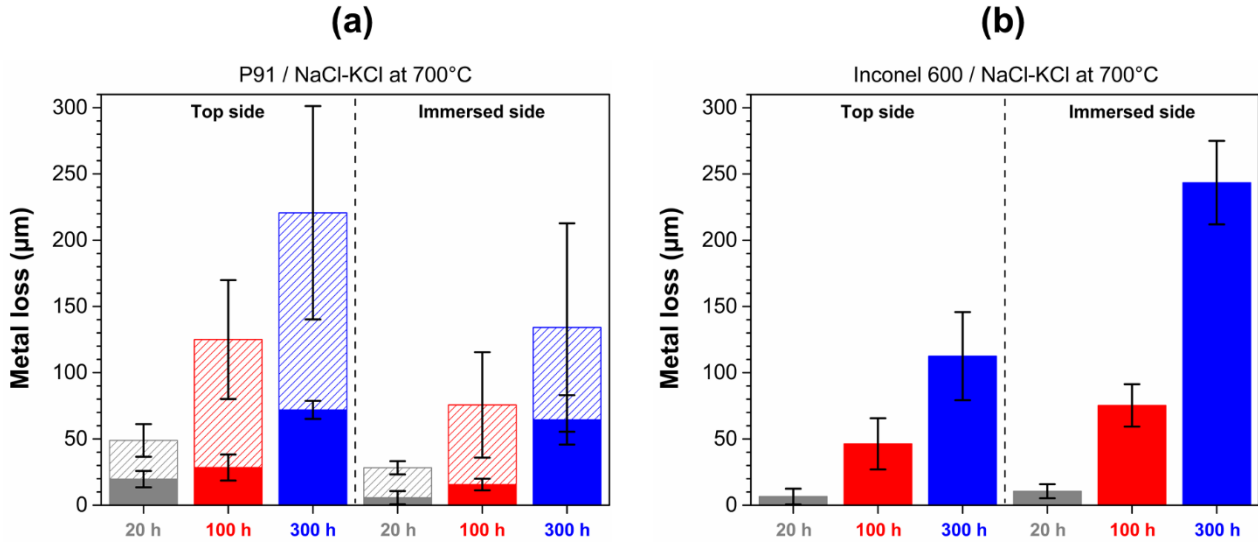 (a)
P91 / NaCl-KCl at 700°C
Top side
Immersed side
Metal loss (µm)
300
250
200
150
100
50
0
20 h
100 h
300 h
20 h
100 h
300 h
(b)
Inconel 600 / NaCl-KCl at 700°C
Top side
Immersed side
Metal loss (µm)
300
250
200
150
100
50
0
20 h
100 h
300 h
20 h
100 h
300 h